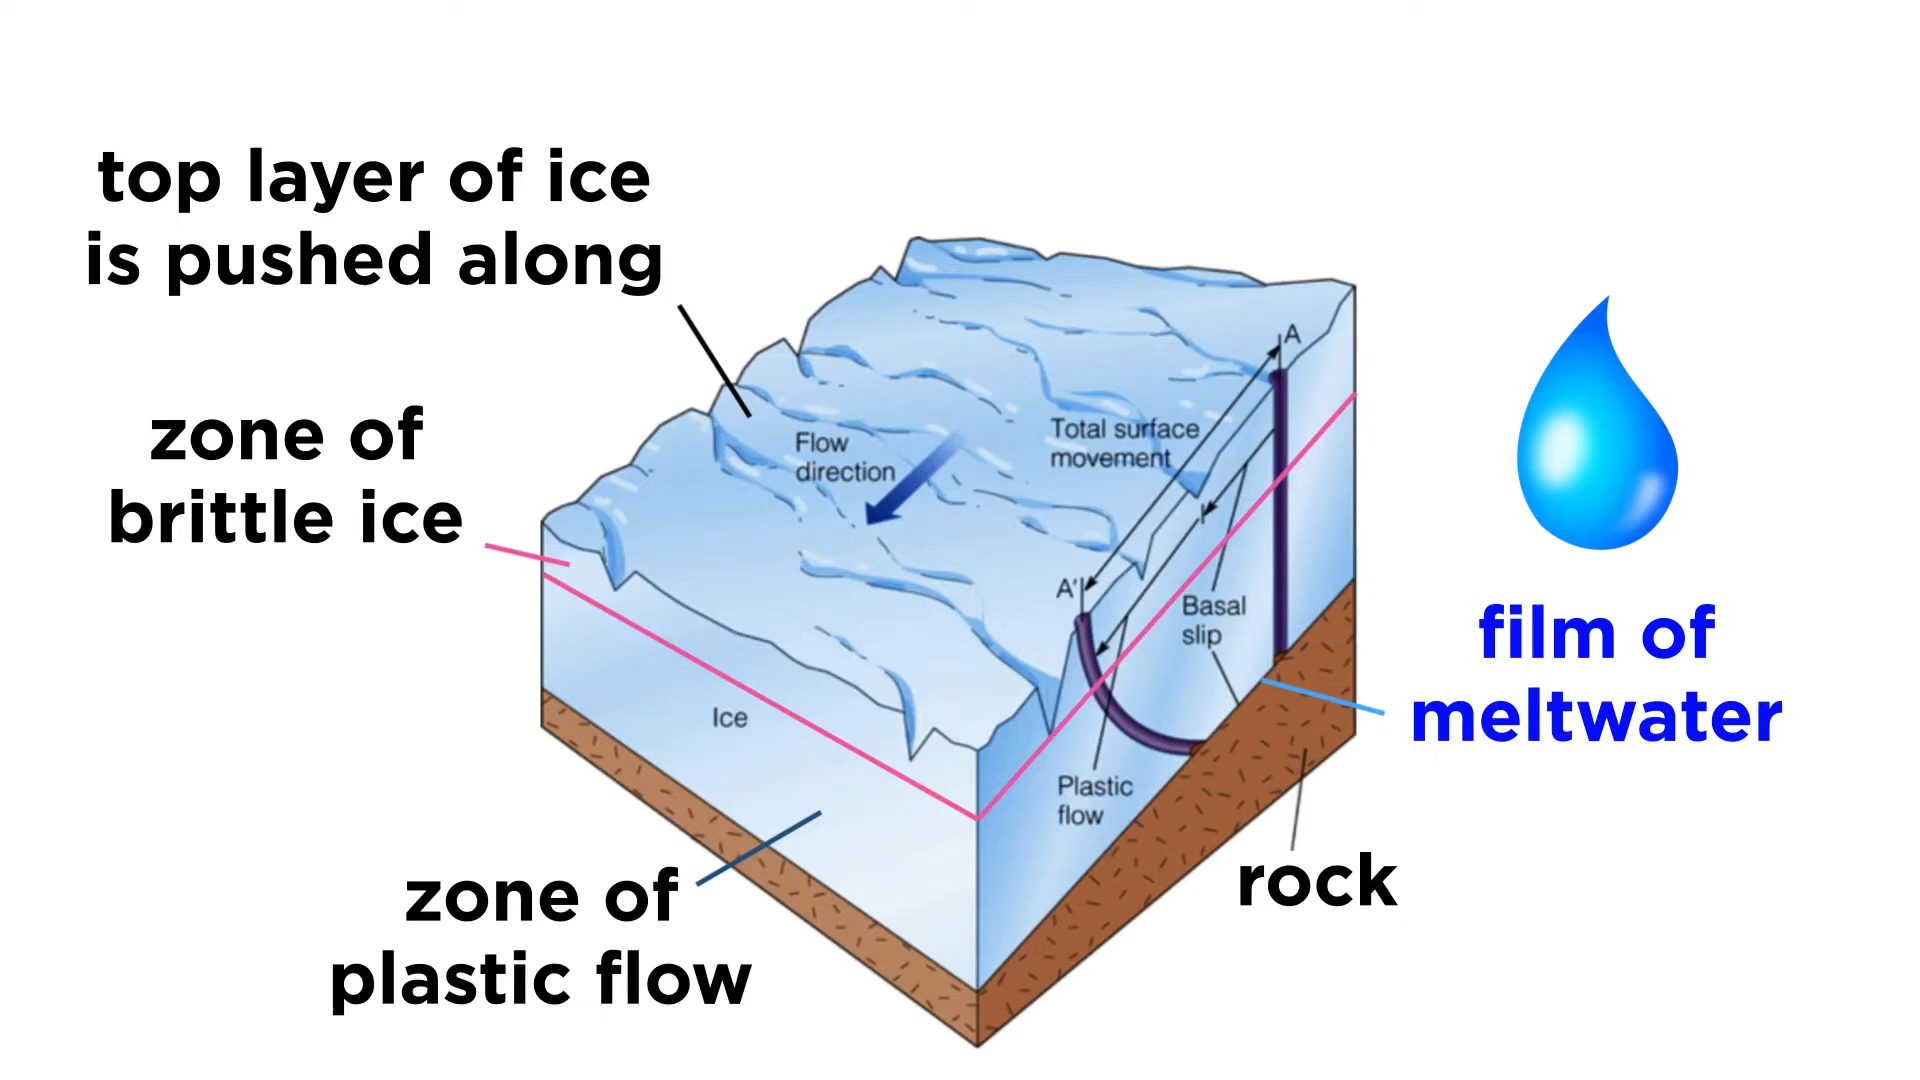 top layer of ice
is pushed along
zone of
brittle ice
Flow
direction
Total surface
movement
A
A'
Basal
slip
Ice
Plastic
flow
film of
meltwater
rock
zone of
plastic flow